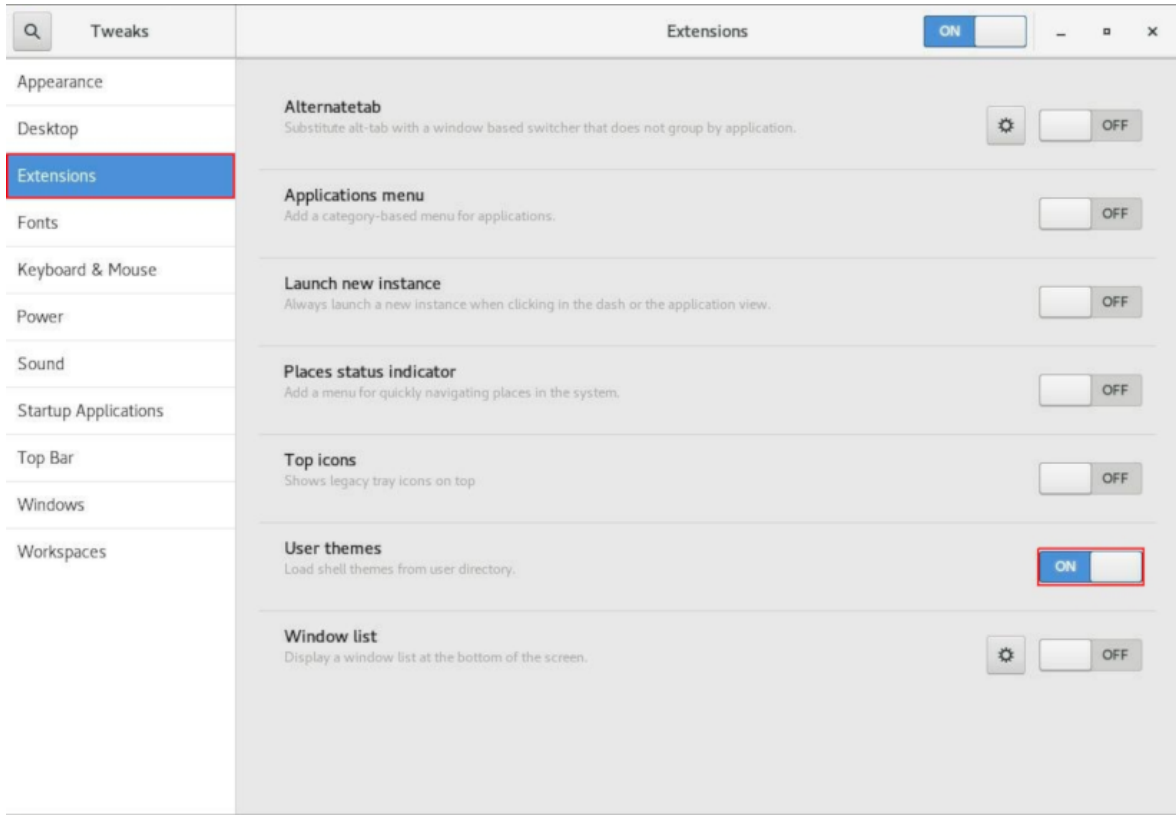 Tweaks
Extensions
ON
Appearance
Desktop
Extensions
Fonts
Keyboard & Mouse
Power
Sound
Startup Applications
Top Bar
Windows
Workspaces
Alternatetab
Substitute alt-tab with a window based switcher that does not group by application.
OFF
Applications menu
Add a category-based menu for applications.
OFF
Launch new instance
Always launch a new instance when clicking in the dash or the application view.
OFF
Places status indicator
Add a menu for quickly navigating places in the system.
OFF
Top icons
Shows legacy tray icons on top
OFF
User themes
Load shell themes from user directory.
ON
Window list
Display a window list at the bottom of the screen.
OFF